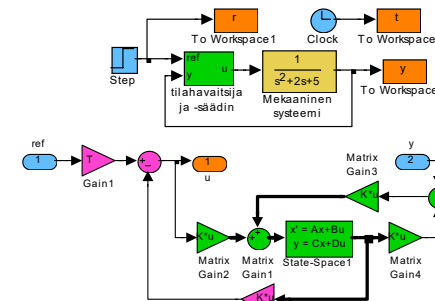 r
To Workspace1
t
Clock
To Workspace
Step
ref
y
u
tilahavaitsija
ja -säädin
1
s²+2s+5
Mekaaninen
systeemi
y
To Workspace
ref
1
T
Gain1
1
u
y
2
Matrix
Gain3
K*u
K*u
Matrix
Gain2
Matrix
Gain1
x' = Ax+Bu
y = Cx+Du
State-Space1
K*u
Matrix
Gain4
K*u